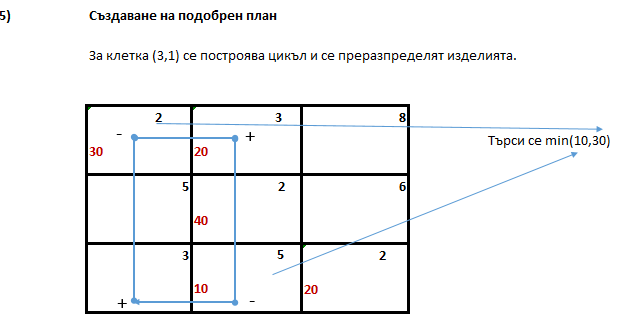 5) Създаване на подобрен план
За клетка (3,1) се построява цикъл и се преразпределят изделията.
2 3 8
- +
Търси се min(10,30)
30 20
5 2 6
40
3 5 2
10 20
+ -